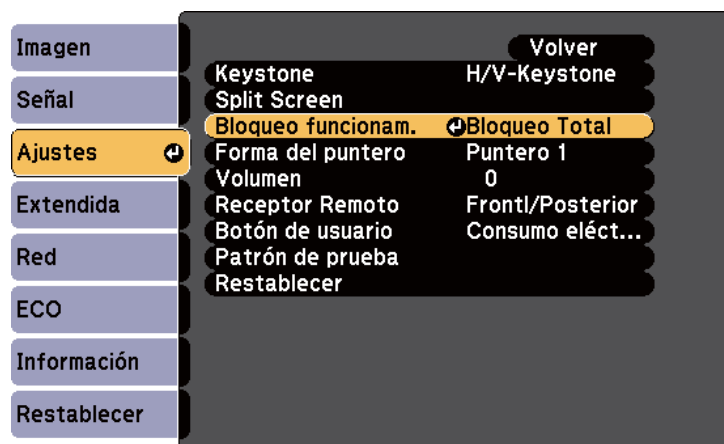 Imagen
Señal
Ajustes
Extendida
Red
ECO
Información
Restablecer
Volver
Keystone H/V-Keystone
Split Screen
Bloqueo funcionam. Bloqueo Total
Forma del puntero Puntero 1
Volumen 0
Receptor Remoto Frontl/Posterior
Botón de usuario Consumo eléct...
Patrón de prueba
Restablecer